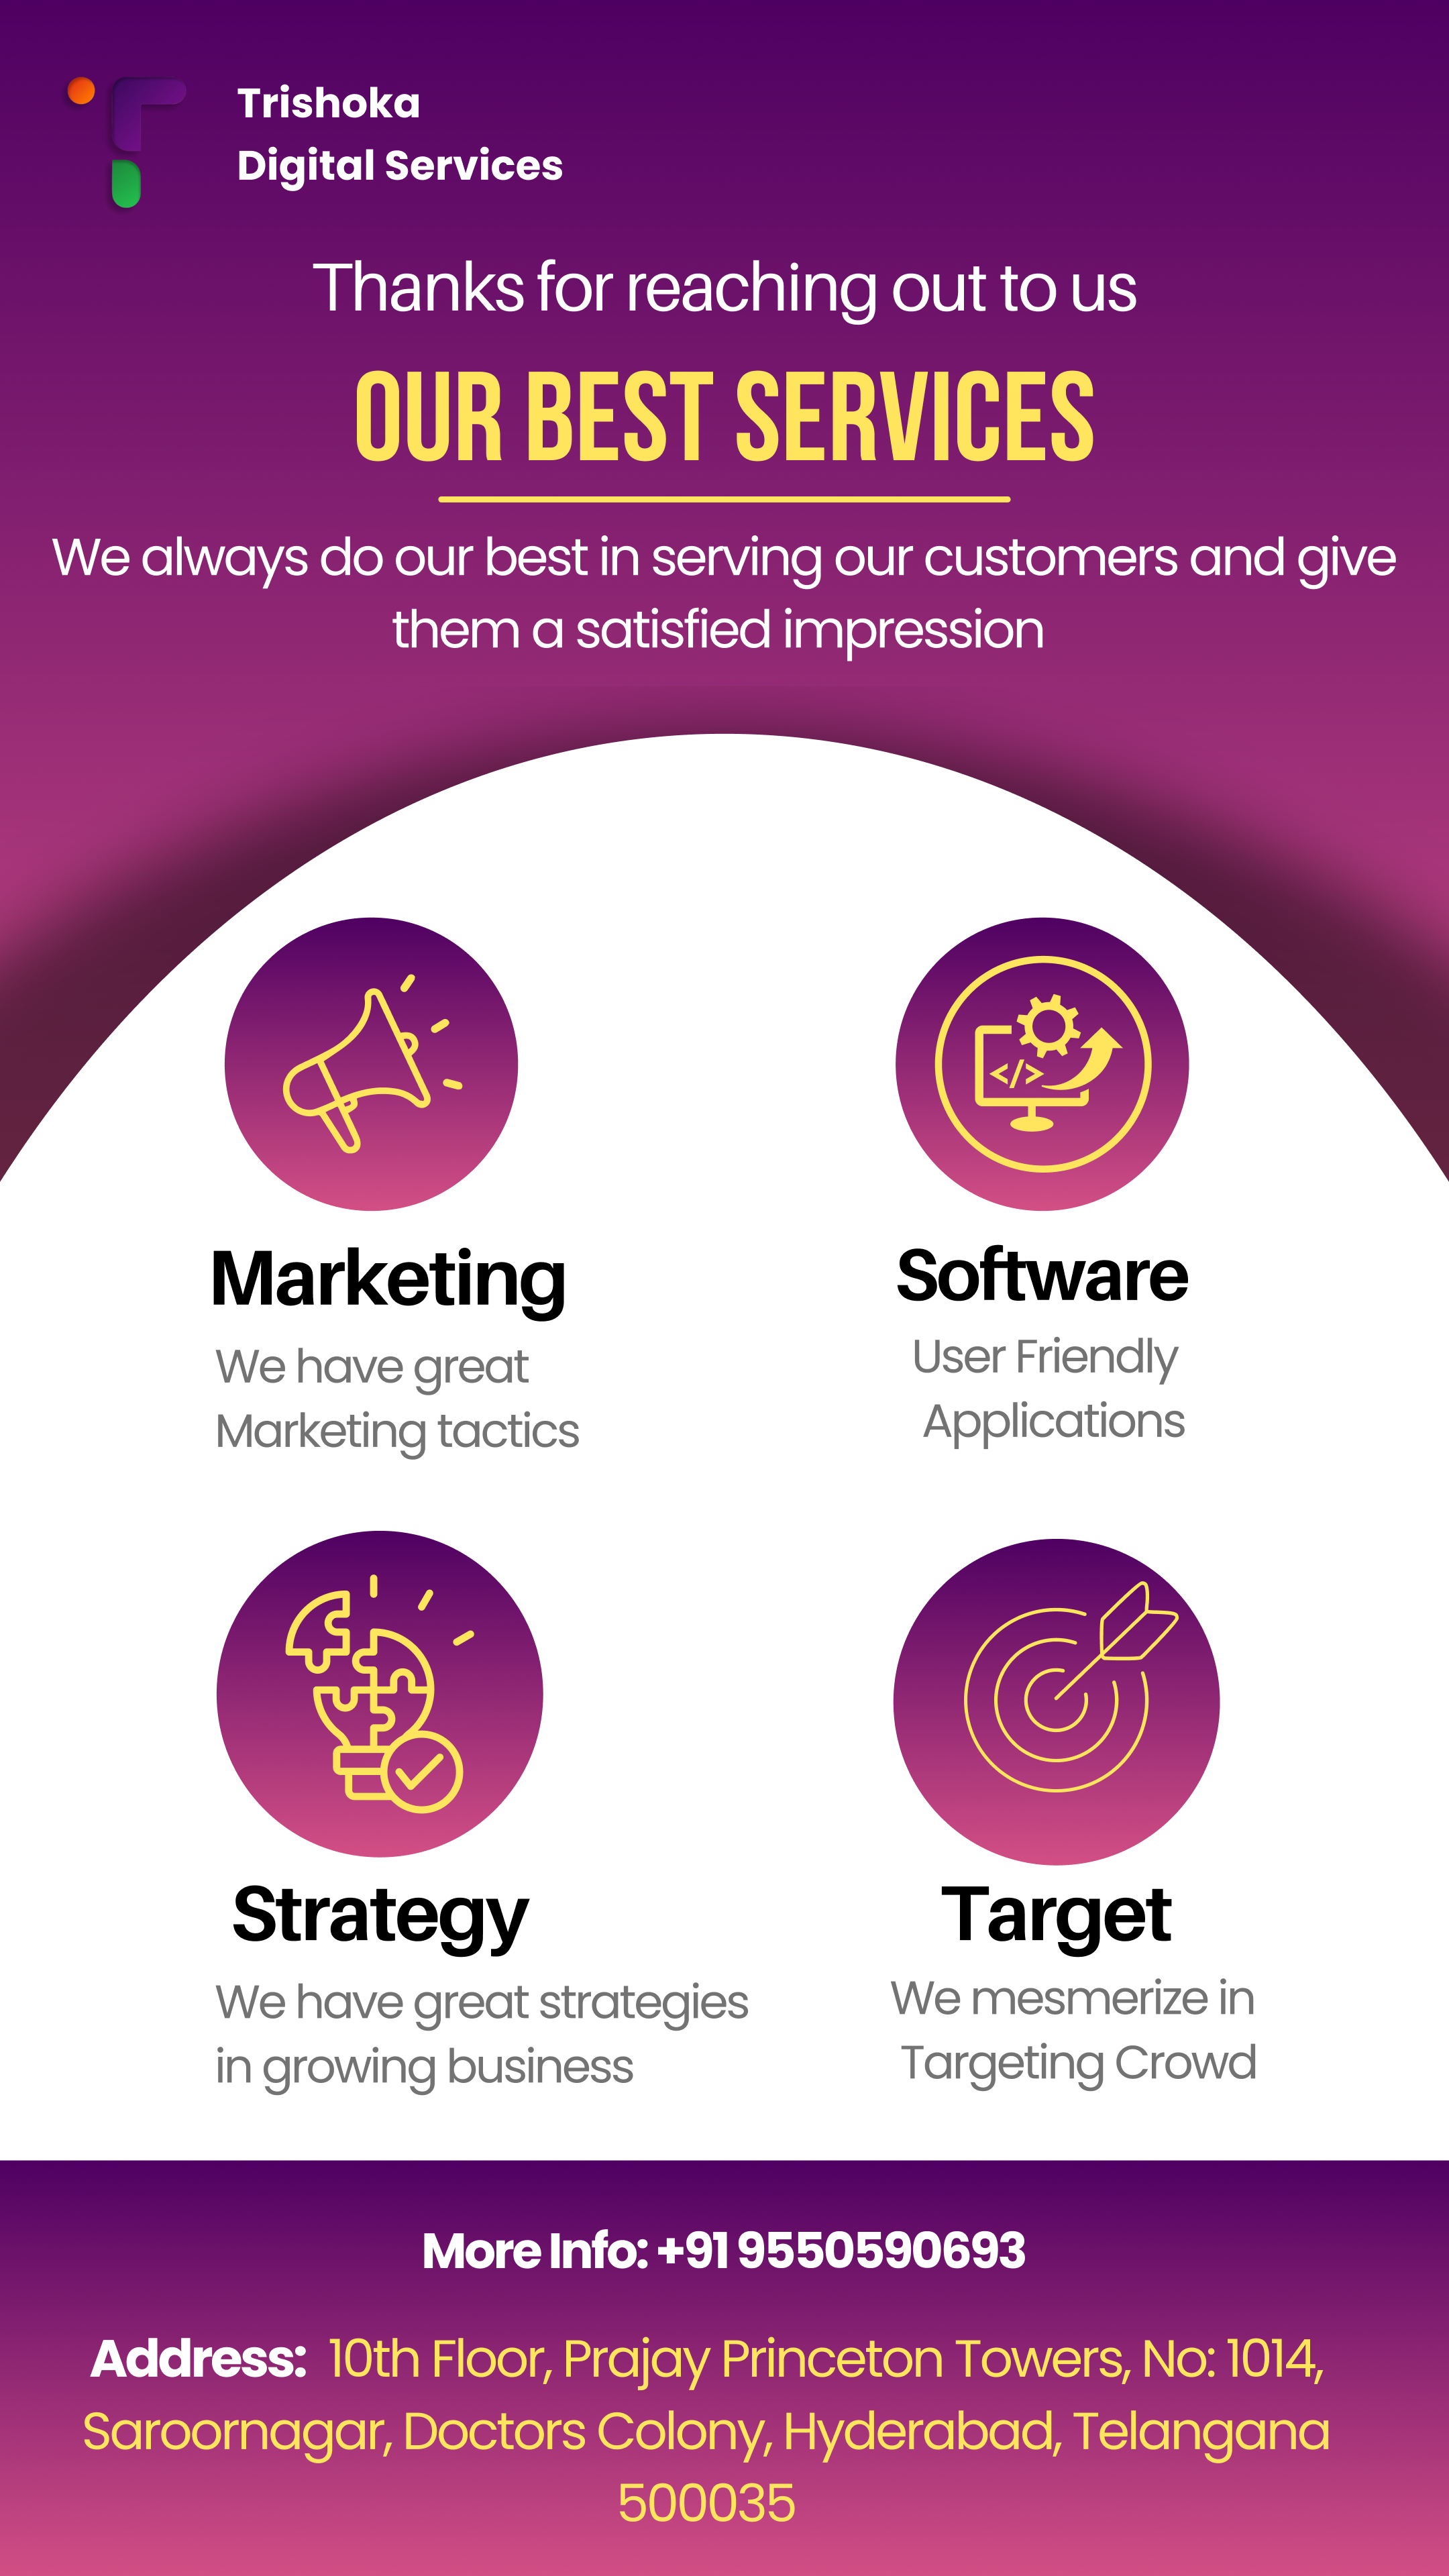 Trishoka
Digital Services
Thanks for reaching out to us
OUR BEST SERVICES
We always do our best in serving our customers and give
them a satisfied impression
</>
Marketing
We have great
Marketing tactics
Software
User Friendly
Applications
Strategy
We have great strategies
in growing business
Target
We mesmerize in
Targeting Crowd
More Info: +91 9550590693
Address: 10th Floor, Prajay Princeton Towers, No: 1014,
Saroornagar, Doctors Colony, Hyderabad, Telangana
500035